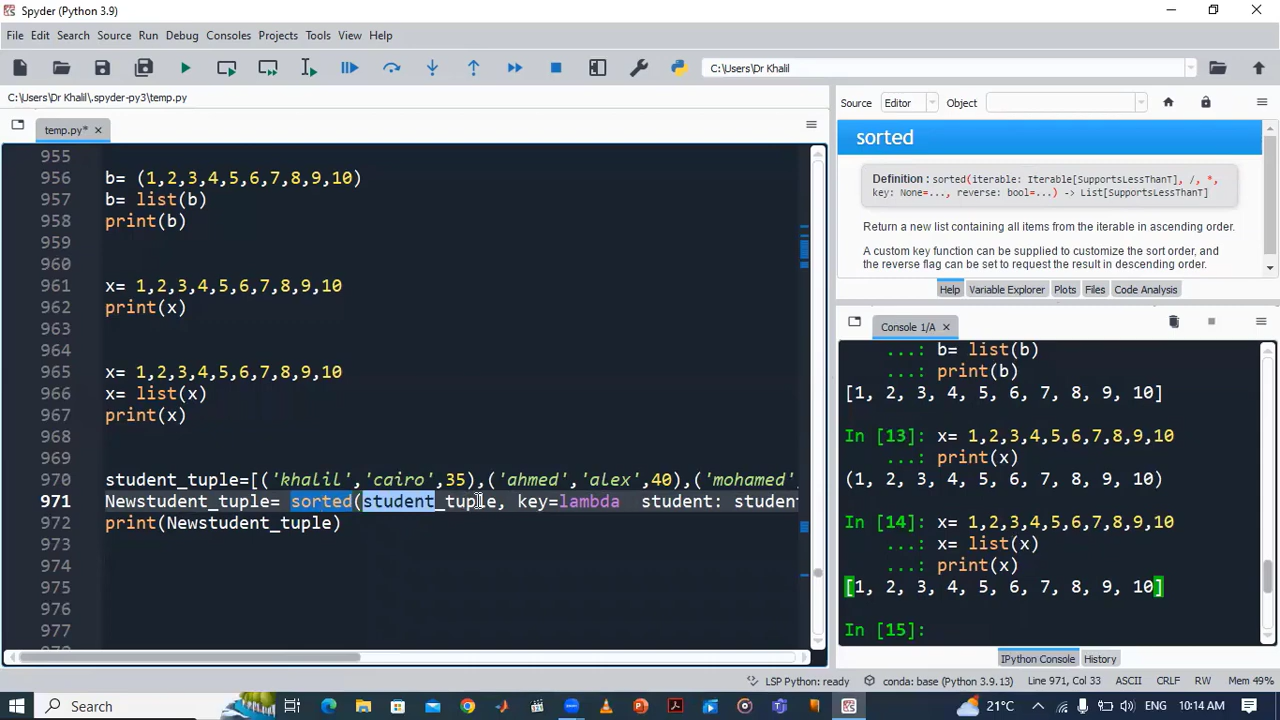 Spyder (Python 3.9)
File Edit Search Source Run Debug Consoles Projects Tools View Help
C:\Users\Dr Khalil
C:\Users\Dr Khalil\.spyder-py3\temp.py
temp.py*
955
956 b= (1,2,3,4,5,6,7,8,9,10)
957 b= list(b)
958 print(b)
959
960
961 x= 1,2,3,4,5,6,7,8,9,10
962 print(x)
963
964
965 x= 1,2,3,4,5,6,7,8,9,10
966 x= list(x)
967 print(x)
968
969
970 student_tuple=[('khalil','cairo',35),('ahmed','alex',40),('mohamed'
971 Newstudent_tuple= sorted(student_tuple, key=lambda  student: studen
972 print(Newstudent_tuple)
973
974
975
976
977
Source Editor Object
sorted
Definition : sorted(iterable: Iterable[SupportsLessThanT], /, *,
key: None=..., reverse: bool=...) -> List[SupportsLessThanT]
Return a new list containing all items from the iterable in ascending order.
A custom key function can be supplied to customize the sort order, and
the reverse flag can be set to request the result in descending order.
Help Variable Explorer Plots Files Code Analysis
Console 1/A
...: b= list(b)
...: print(b)
[1, 2, 3, 4, 5, 6, 7, 8, 9, 10]
In [13]: x= 1,2,3,4,5,6,7,8,9,10
...: print(x)
(1, 2, 3, 4, 5, 6, 7, 8, 9, 10)
In [14]: x= 1,2,3,4,5,6,7,8,9,10
...: x= list(x)
...: print(x)
[1, 2, 3, 4, 5, 6, 7, 8, 9, 10]
In [15]:
IPython Console History
LSP Python: ready conda: base (Python 3.9.13) Line 971, Col 33 ASCII CRLF RW Mem 49%
Search 21°C ENG 10:14 AM